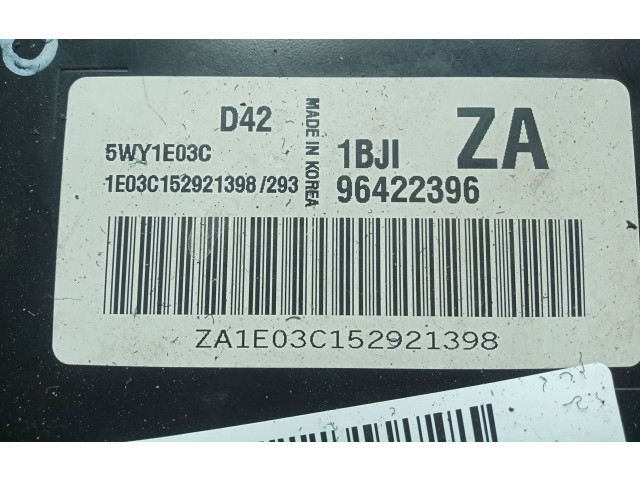 D42
5WY1E03C
1E03C152921398 /293
MADE IN KOREA
1BJI
ZA
96422396
ZA1E03C152921398